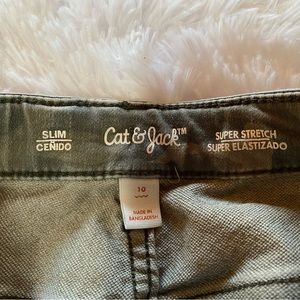 SLIM
CEÑIDO
Cat & Jack™
SUPER STRETCH
SUPER ELASTIZADO
10
MADE IN
BANGLADESH